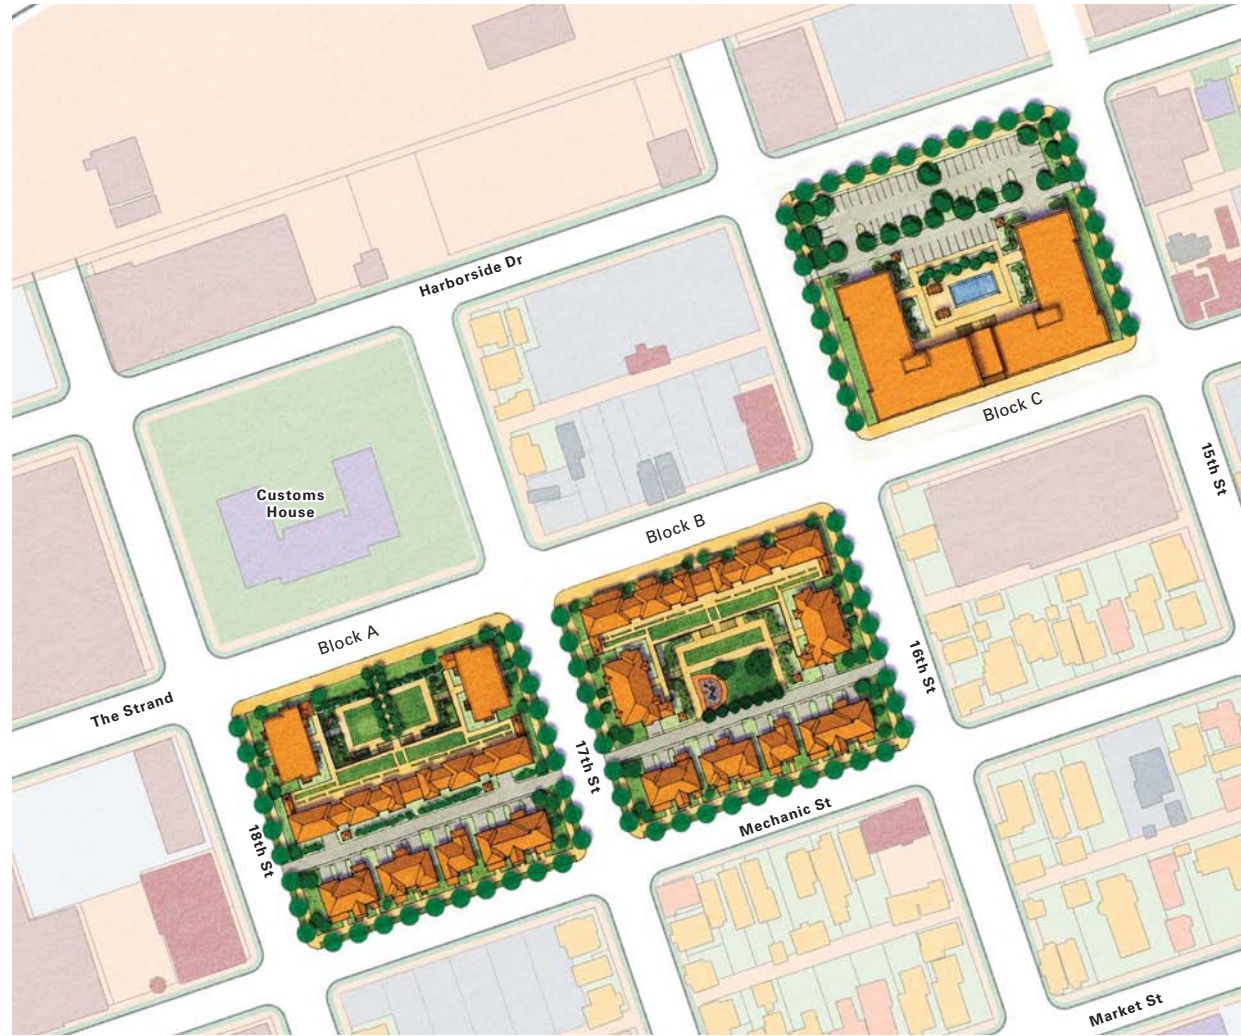 Harborside Dr
Block C
15th St
Customs
House
Block B
Block A
16th St
The Strand
17th St
18th St
Mechanic St
Market St